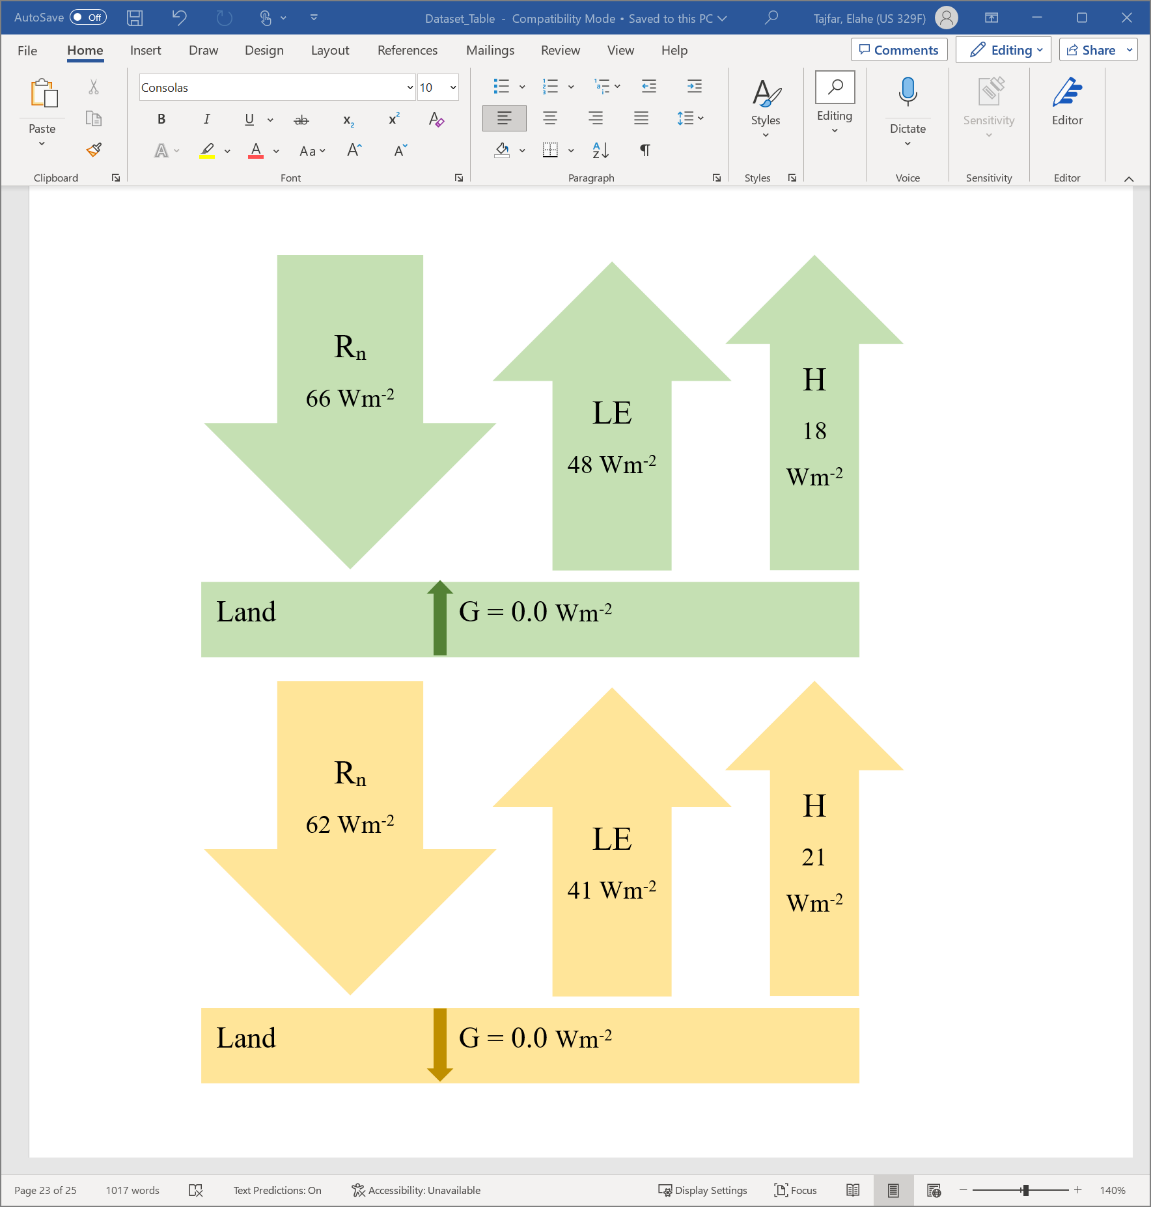 AutoSave Off Dataset_Table - Compatibility Mode • Saved to this PC Tajfar, Elahe (US 329F)
File Home Insert Draw Design Layout References Mailings Review View Help Comments Editing Share
Consolas 10
Paste
B I U ab x2 x2
A A Aa A A
A Z
Styles
Editing
Dictate
Sensitivity
Editor
Clipboard Font Paragraph Styles Voice Sensitivity Editor
Rn
66 Wm-2
LE
48 Wm-2
H
18
Wm-2
Land G = 0.0 Wm-2
Rn
62 Wm-2
LE
41 Wm-2
H
21
Wm-2
Land G = 0.0 Wm-2
Page 23 of 25 1017 words Text Predictions: On Accessibility: Unavailable Display Settings Focus 140%